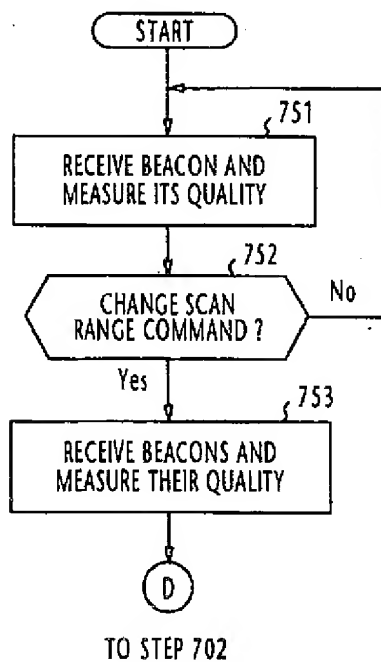 START
751
RECEIVE BEACON AND
MEASURE ITS QUALITY
752
CHANGE SCAN
RANGE COMMAND ?
No
Yes
753
RECEIVE BEACONS AND
MEASURE THEIR QUALITY
D
TO STEP 702